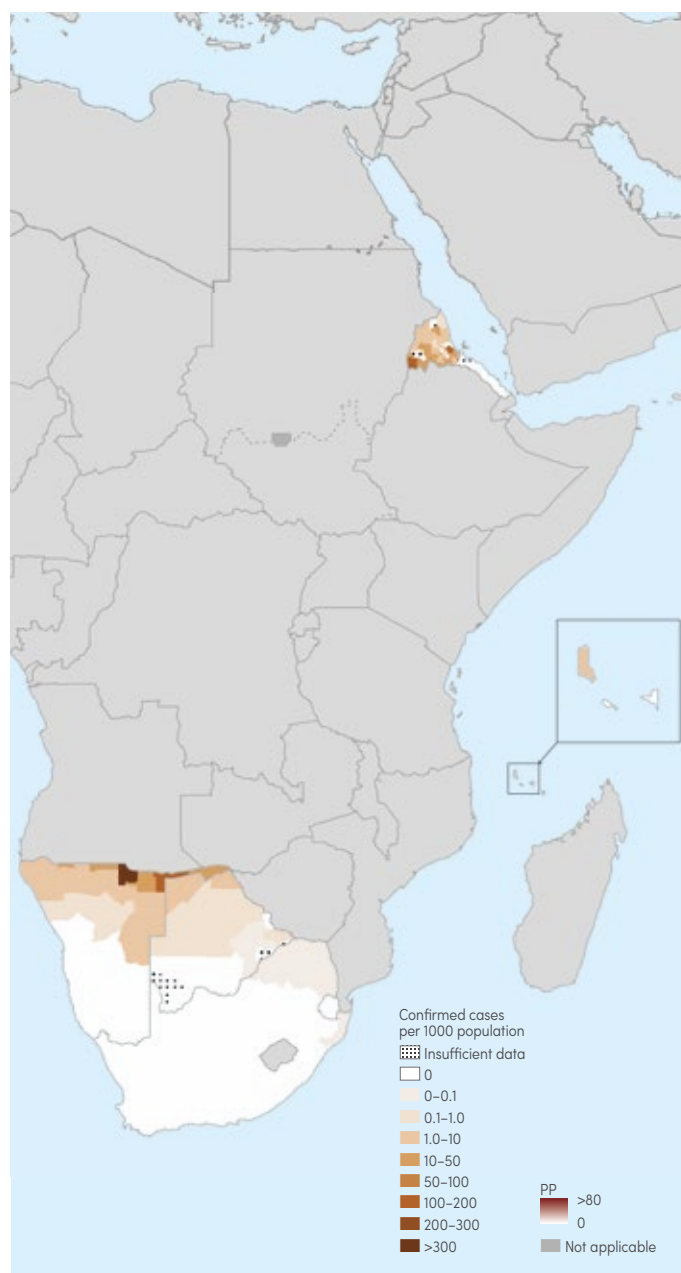 Confirmed cases
per 1000 population
Insufficient data
0
0–0.1
0.1–1.0
1.0–10
10–50
50–100
100–200
200–300
>300
PP
>80
0
Not applicable